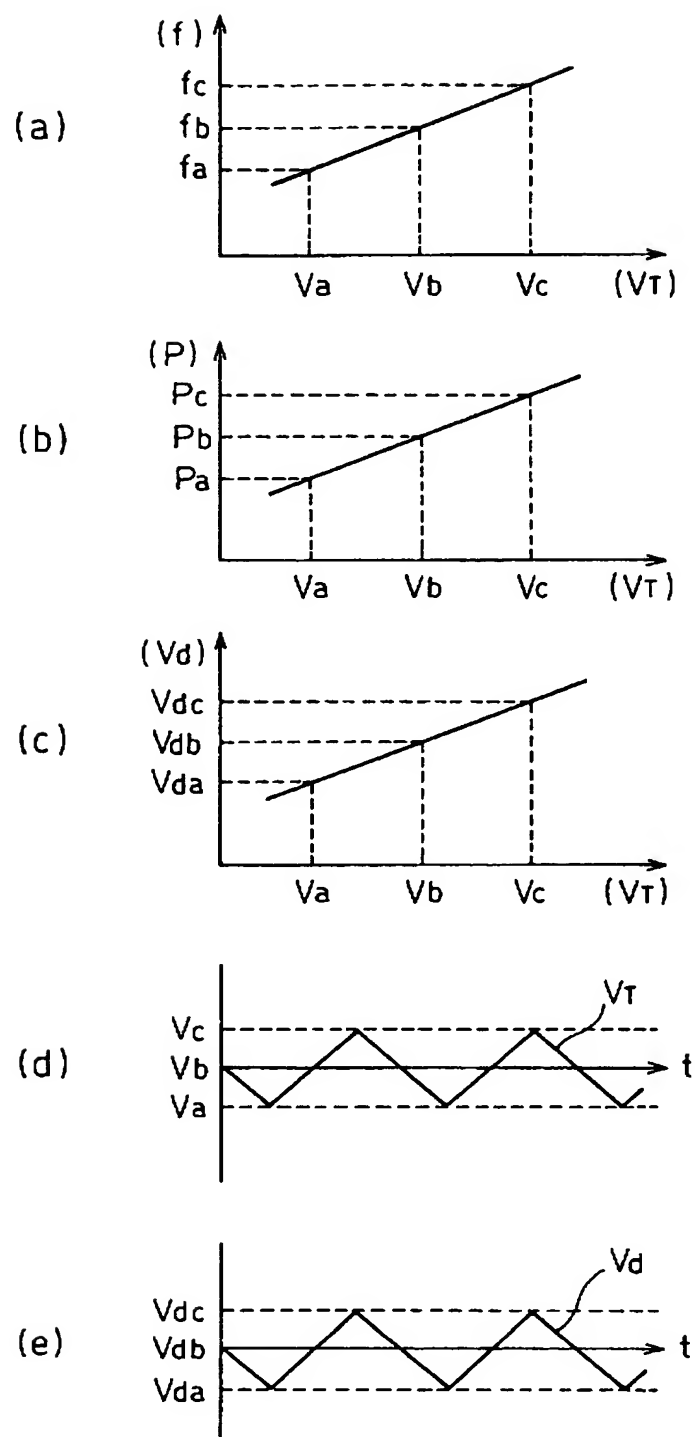 (a)
(f)
fc
fb
fa
Va Vb Vc (VT)
(b)
(P)
Pc
Pb
Pa
Va Vb Vc (VT)
(c)
(Vd)
Vdc
Vdb
Vda
Va Vb Vc (VT)
(d)
Vc
Vb
Va
VT
t
(e)
Vdc
Vdb
Vda
Vd
t